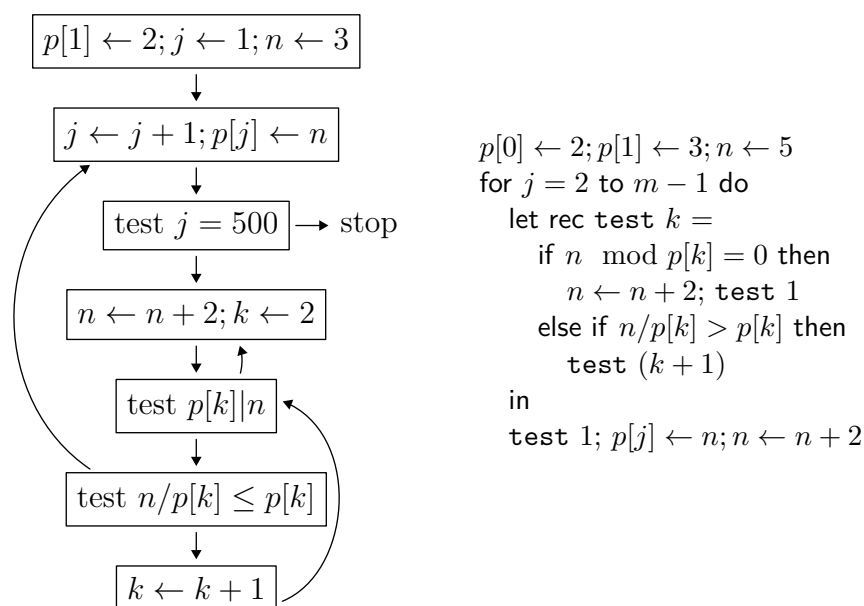 p[1] ← 2; j ← 1; n ← 3
j ← j + 1; p[j] ← n
test j = 500
stop
n ← n + 2; k ← 2
test p[k]|n
test n/p[k] ≤ p[k]
k ← k + 1
p[0] ← 2; p[1] ← 3; n ← 5
for j = 2 to m − 1 do
let rec test k =
if n mod p[k] = 0 then
n ← n + 2; test 1
else if n/p[k] > p[k] then
test (k + 1)
in
test 1; p[j] ← n; n ← n + 2